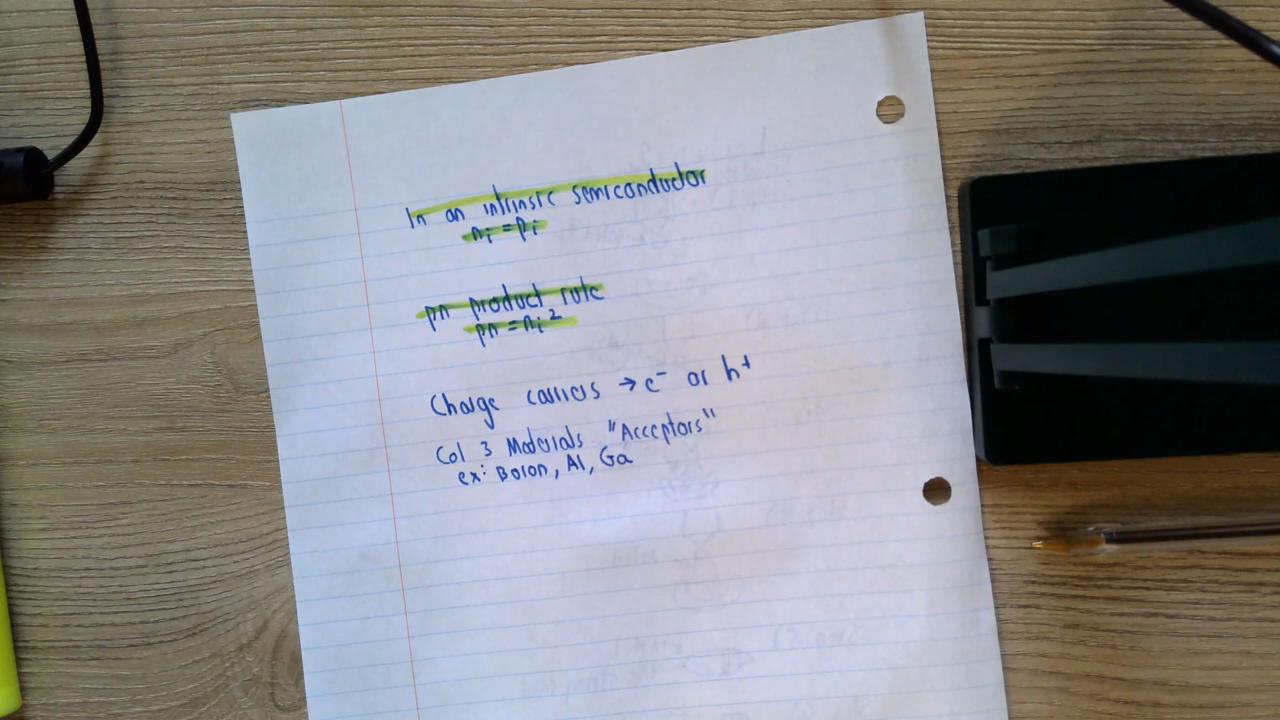 In an intrinsic semiconductor
nᵢ = pᵢ
pn product rule
pn = nᵢ²
Charge carriers → e⁻ or h⁺
Col 3 Materials "Acceptors"
ex: Boron, Al, Ga